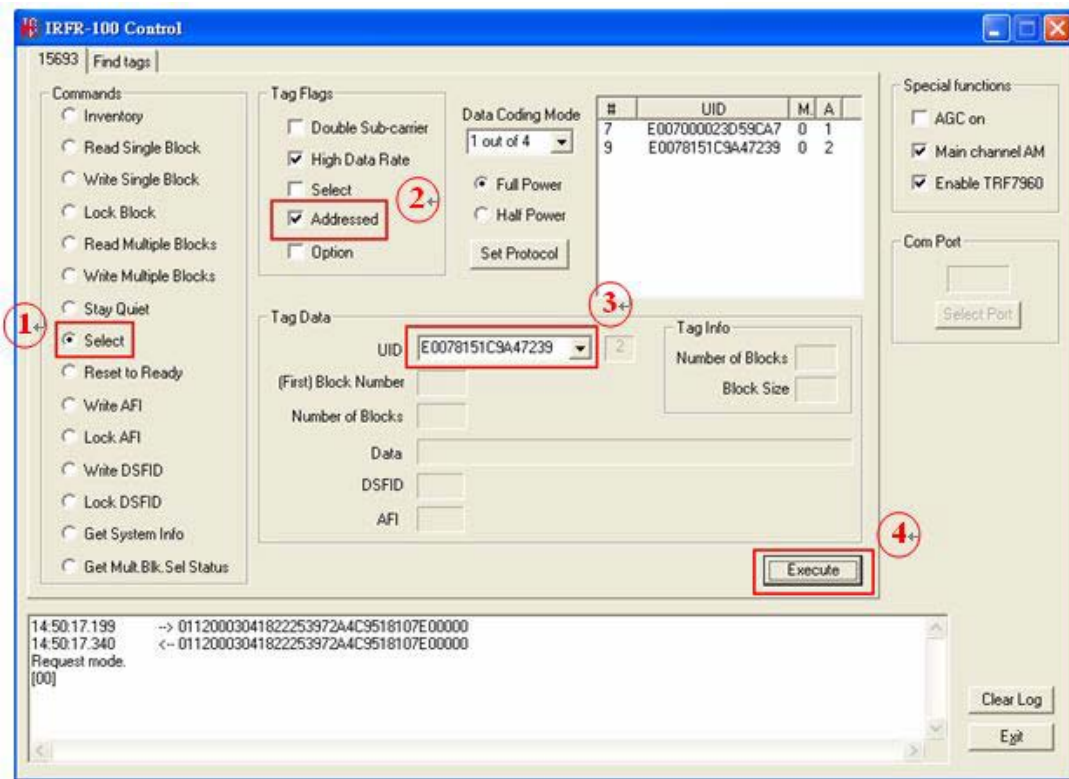 IRFR-100 Control
15693
Find tags
Commands
Inventory
Read Single Block
Write Single Block
Lock Block
Read Multiple Blocks
Write Multiple Blocks
Stay Quiet
1
Select
Reset to Ready
Write AFI
Lock AFI
Write DSFID
Lock DSFID
Get System Info
Get Mult.Blk.Sel Status
Tag Flags
Double Sub-carrier
High Data Rate
Select
2
Addressed
Option
Data Coding Mode
1 out of 4
Full Power
Half Power
Set Protocol
# UID M. A
7 E007000023D59CA7 0 1
9 E0078151C9A47239 0 2
Special functions
AGC on
Main channel AM
Enable TRF7960
Com Port
Select Port
Tag Data
3
UID E0078151C9A47239 2
(First) Block Number
Number of Blocks
Data
DSFID
AFI
Tag Info
Number of Blocks
Block Size
4
Execute
14:50:17.199 --> 01120003041822253972A4C9518107E00000
14:50:17.340 <-- 01120003041822253972A4C9518107E00000
Request mode.
[00]
Clear Log
Exit